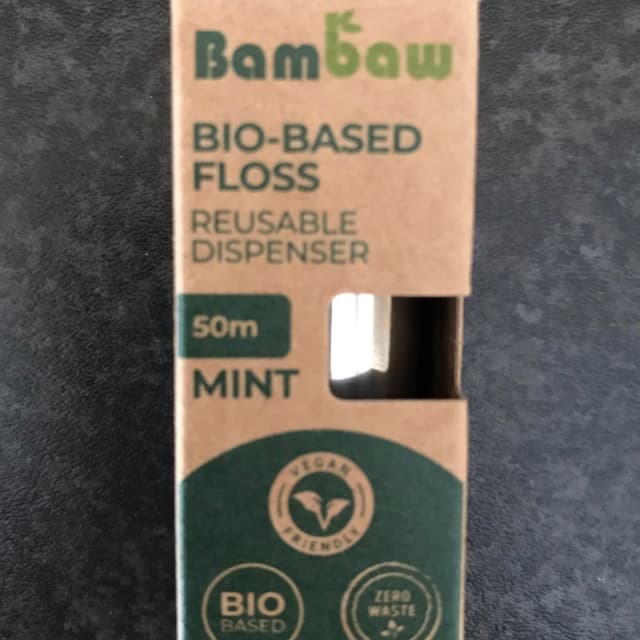 Bambaw
BIO-BASED
FLOSS
REUSABLE
DISPENSER
50m
MINT
VEGAN
FRIENDLY
BIO
BASED
ZERO
WASTE